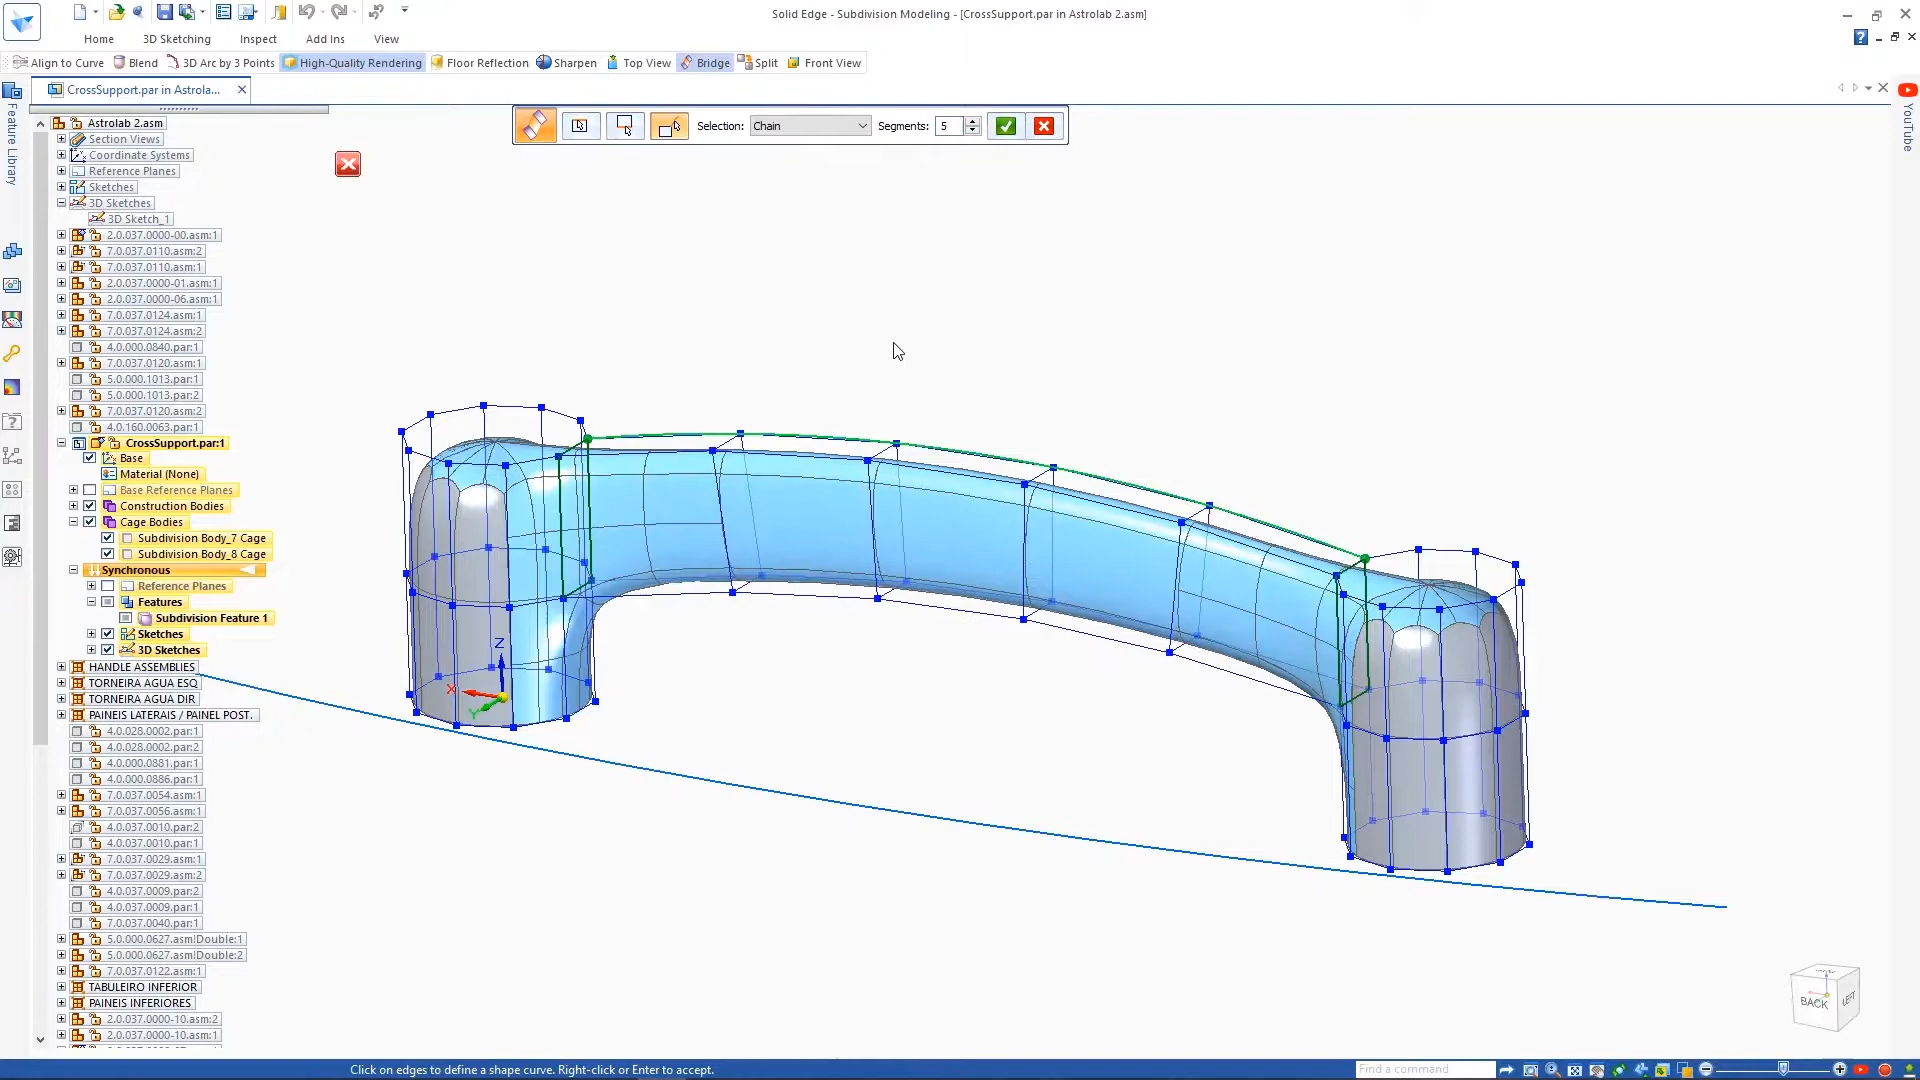 Solid Edge - Subdivision Modeling - [CrossSupport.par in Astrolab 2.asm]
Home 3D Sketching Inspect Add Ins View
Align to Curve Blend 3D Arc by 3 Points High-Quality Rendering Floor Reflection Sharpen Top View Bridge Split Front View
CrossSupport.par in Astrola...
Selection: Chain Segments: 5
Feature Library
YouTube
Astrolab 2.asm
Section Views
Coordinate Systems
Reference Planes
Sketches
3D Sketches
3D Sketch_1
2.0.037.0000-00.asm:1
7.0.037.0110.asm:2
7.0.037.0110.asm:1
2.0.037.0000-01.asm:1
2.0.037.0000-06.asm:1
7.0.037.0124.asm:1
7.0.037.0124.asm:2
4.0.000.0840.par:1
7.0.037.0120.asm:1
5.0.000.1013.par:1
5.0.000.1013.par:2
7.0.037.0120.asm:2
4.0.160.0063.par:1
CrossSupport.par:1
Base
Material (None)
Base Reference Planes
Construction Bodies
Cage Bodies
Subdivision Body_7 Cage
Subdivision Body_8 Cage
Synchronous
Reference Planes
Features
Subdivision Feature 1
Sketches
3D Sketches
HANDLE ASSEMBLIES
TORNEIRA AGUA ESQ
TORNEIRA AGUA DIR
PAINEIS LATERAIS / PAINEL POST.
4.0.028.0002.par:1
4.0.028.0002.par:2
4.0.000.0881.par:1
4.0.000.0886.par:1
7.0.037.0054.asm:1
7.0.037.0056.asm:1
4.0.037.0010.par:2
4.0.037.0010.par:1
7.0.037.0029.asm:1
7.0.037.0029.asm:2
4.0.037.0009.par:2
4.0.037.0009.par:1
7.0.037.0040.par:1
5.0.000.0627.asm!Double:1
5.0.000.0627.asm!Double:2
7.0.037.0122.asm:1
TABULEIRO INFERIOR
PAINEIS INFERIORES
2.0.037.0000-10.asm:2
2.0.037.0000-10.asm:1
Z
X
Y
BACK
LEFT
Click on edges to define a shape curve. Right-click or Enter to accept.
Find a command